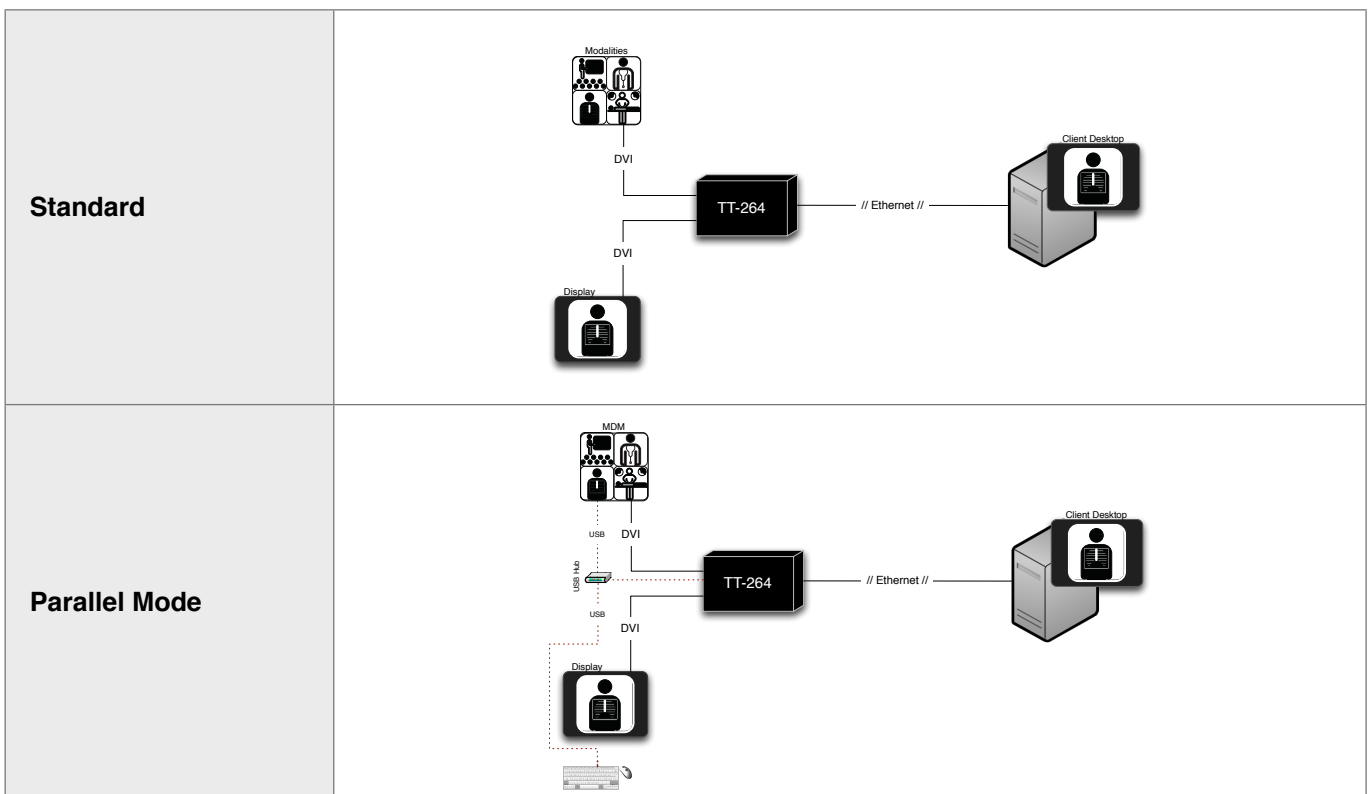 Standard
Modalities
DVI
TT-264
// Ethernet //
Client Desktop
DVI
Display
Parallel Mode
MDM
USB
DVI
USB Hub
TT-264
// Ethernet //
Client Desktop
USB
DVI
Display